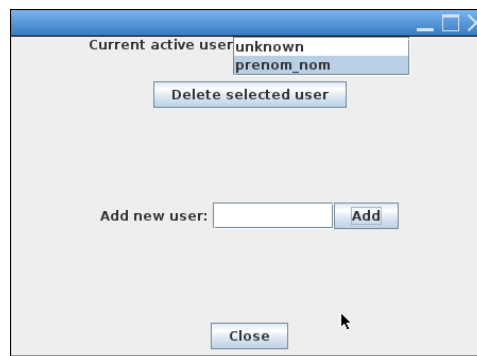 Current active user unknown
prenom_nom
Delete selected user
Add new user: Add
Close